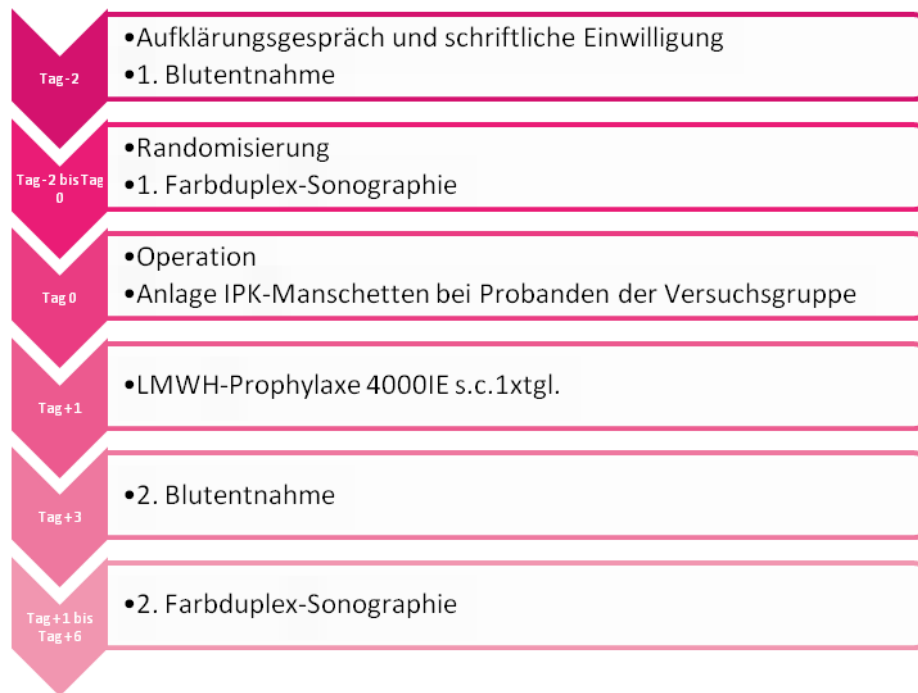 Tag-2
•Aufklärungsgespräch und schriftliche Einwilligung
•1. Blutentnahme
Tag-2 bis Tag
0
•Randomisierung
•1. Farbduplex-Sonographie
Tag 0
•Operation
•Anlage IPK-Manschetten bei Probanden der Versuchsgruppe
Tag+1
•LMWH-Prophylaxe 4000IE s.c.1xtgl.
Tag+3
•2. Blutentnahme
Tag+1 bis
Tag+6
•2. Farbduplex-Sonographie